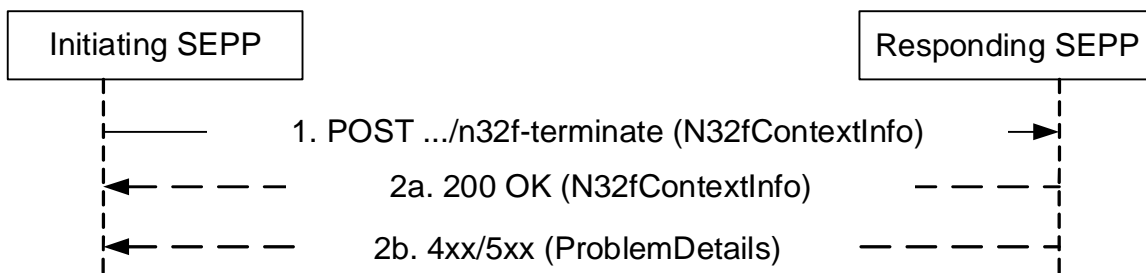 Initiating SEPP
Responding SEPP
1. POST .../n32f-terminate (N32fContextInfo)
2a. 200 OK (N32fContextInfo)
2b. 4xx/5xx (ProblemDetails)